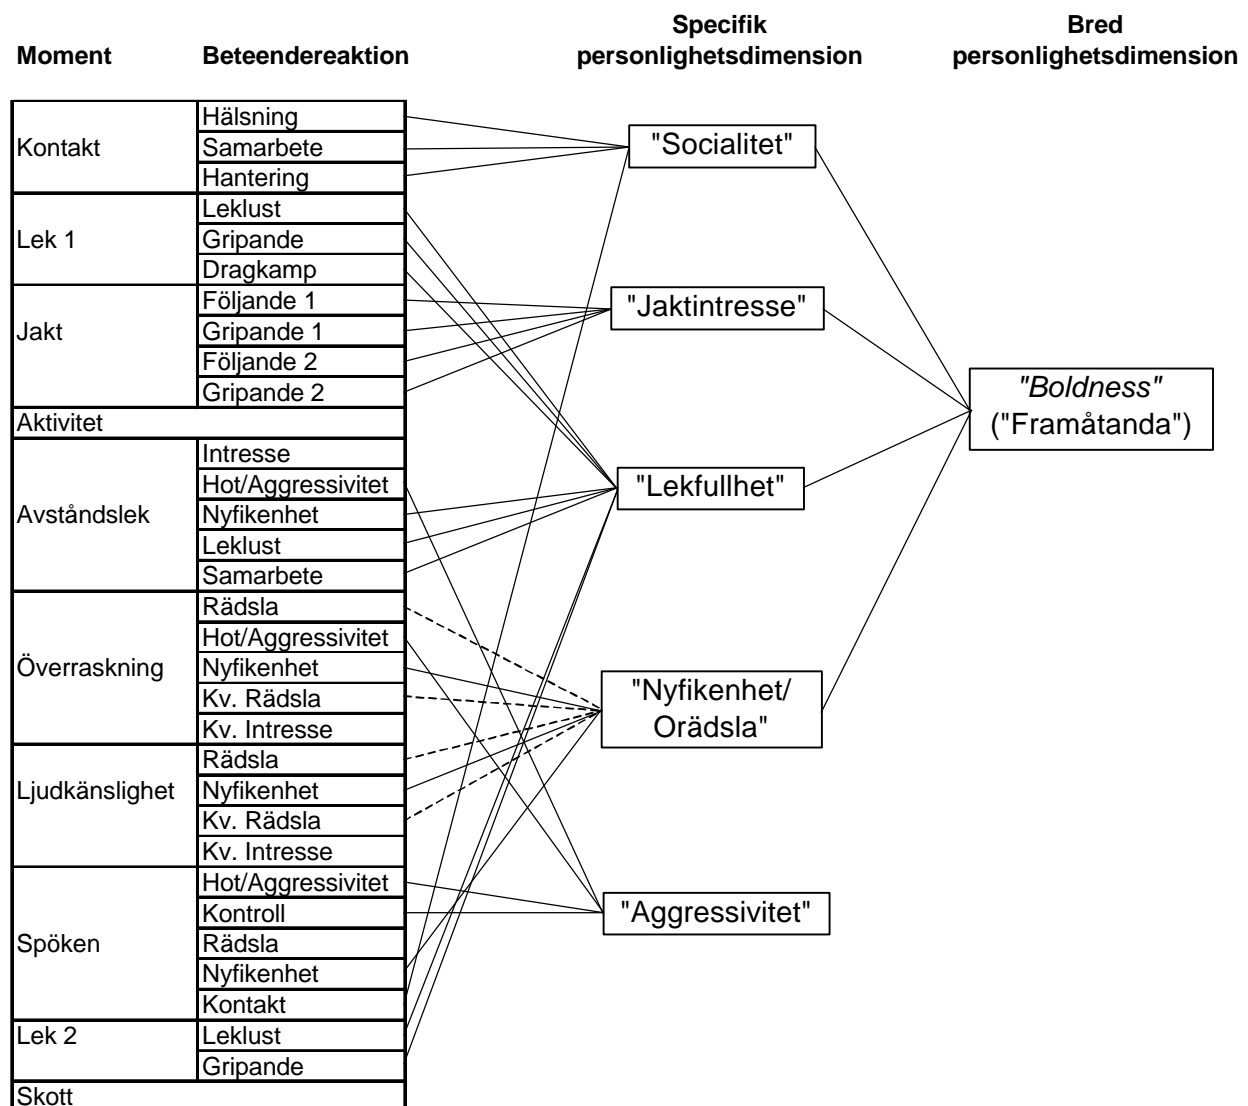 Specifik
personlighetsdimension
Bred
personlighetsdimension
Moment
Beteendereaktion
Kontakt
Hälsning
Samarbete
Hantering
Lek 1
Leklust
Gripande
Dragkamp
Jakt
Följande 1
Gripande 1
Följande 2
Gripande 2
Aktivitet
Avståndslek
Intresse
Hot/Aggressivitet
Nyfikenhet
Leklust
Samarbete
Överraskning
Rädsla
Hot/Aggressivitet
Nyfikenhet
Kv. Rädsla
Kv. Intresse
Ljudkänslighet
Rädsla
Nyfikenhet
Kv. Rädsla
Kv. Intresse
Spöken
Hot/Aggressivitet
Kontroll
Rädsla
Nyfikenhet
Kontakt
Lek 2
Leklust
Gripande
Skott
"Socialitet"
"Jaktintresse"
"Lekfullhet"
"Nyfikenhet/
Orädsla"
"Aggressivitet"
"Boldness"
("Framåtanda")